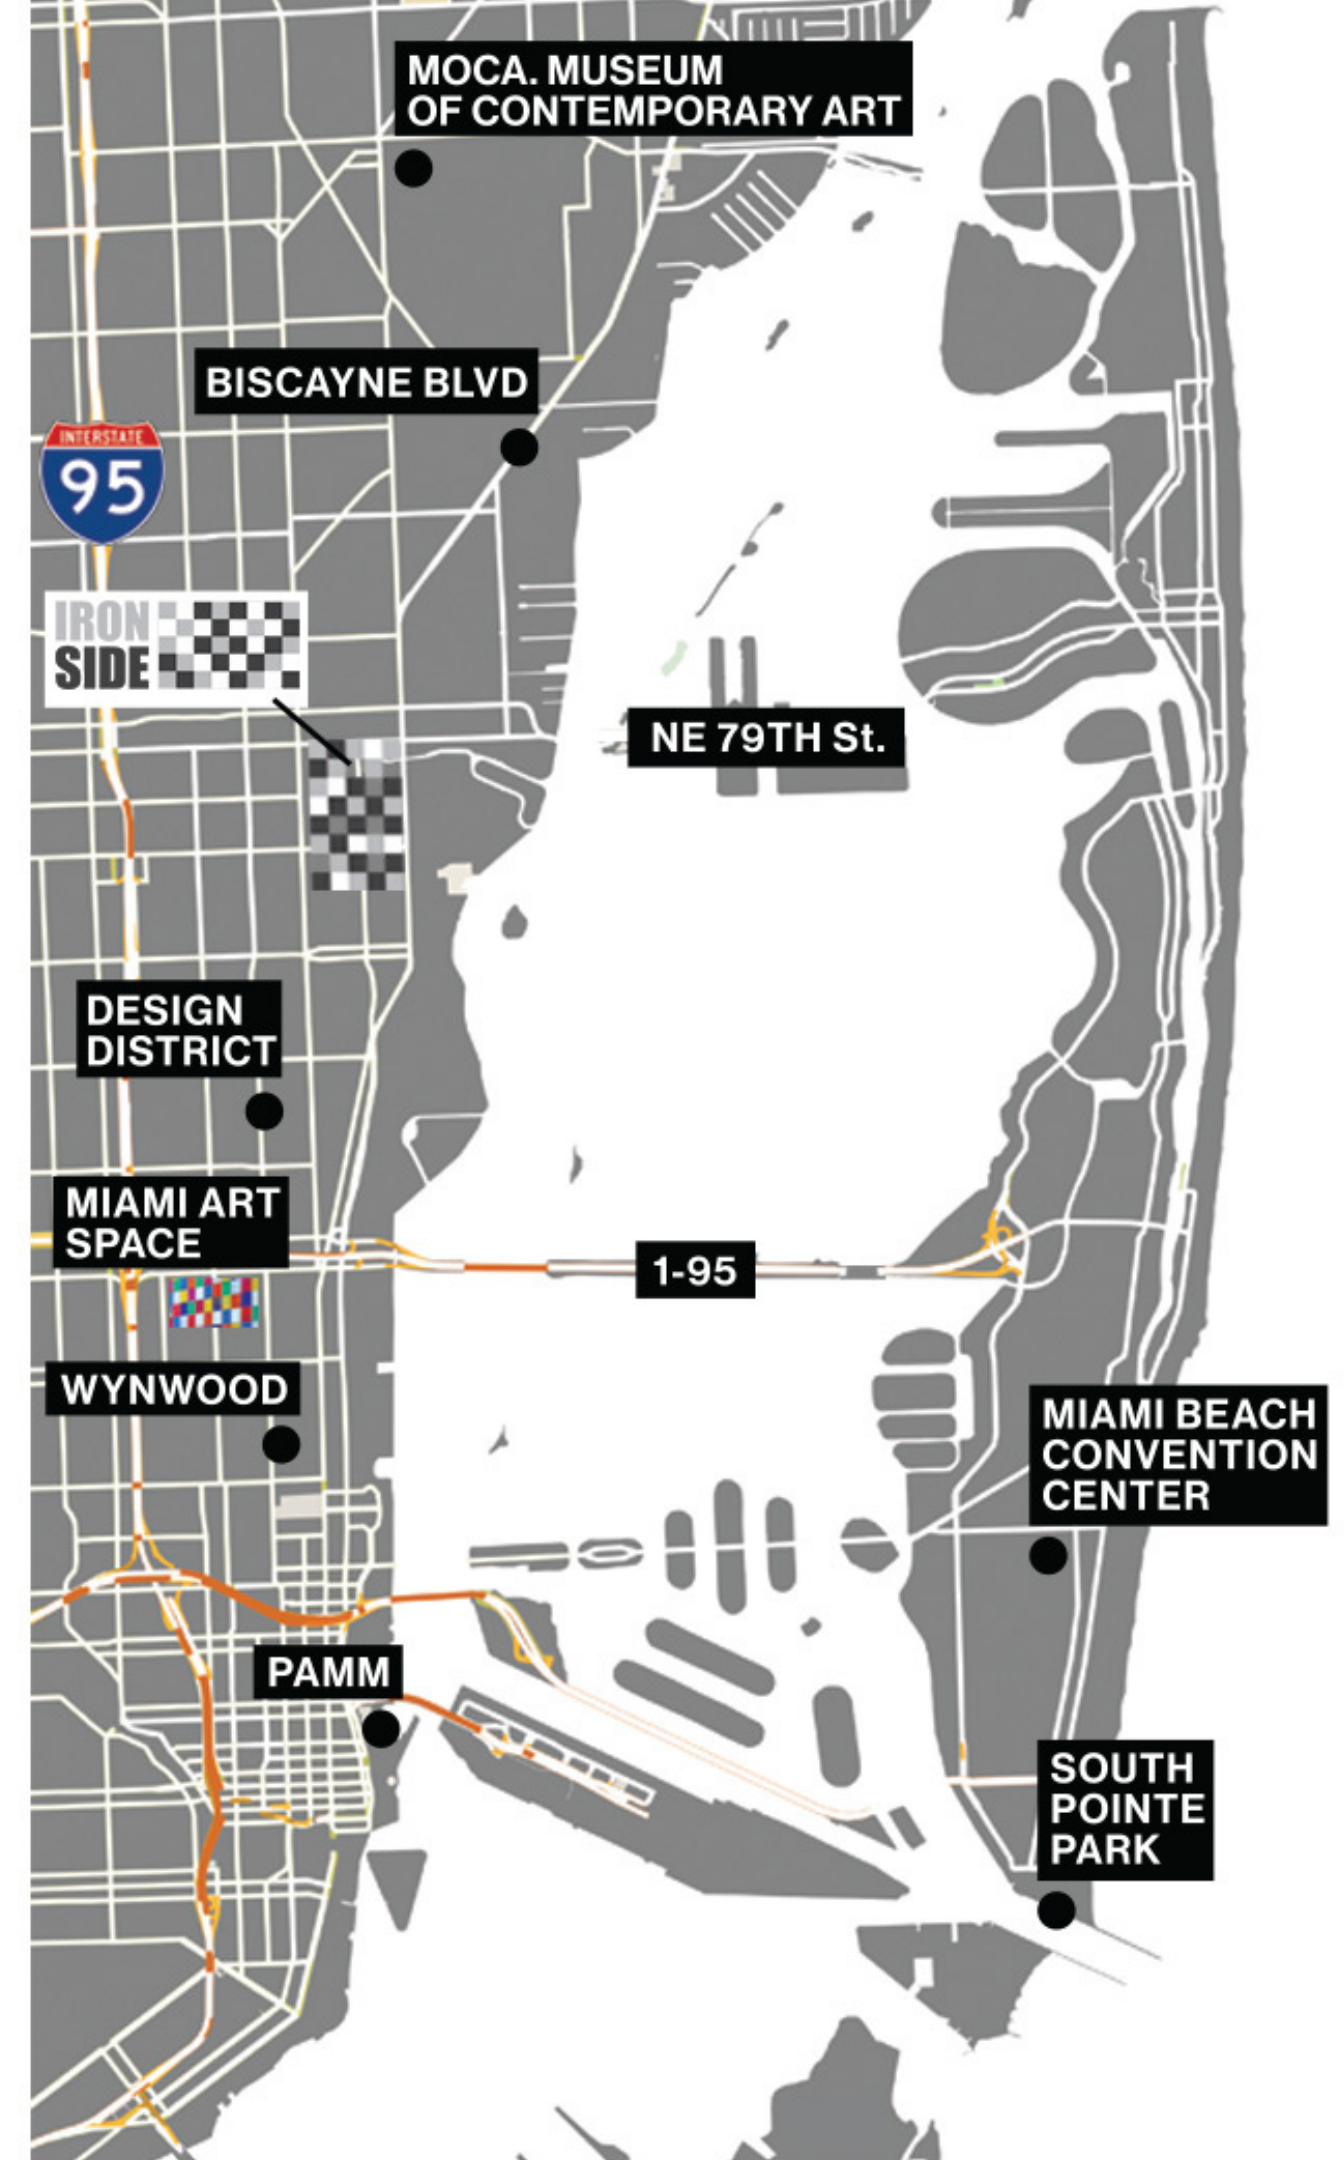 MOCA. MUSEUM
OF CONTEMPORARY ART
BISCAYNE BLVD
INTERSTATE
95
IRON
SIDE
NE 79TH St.
DESIGN
DISTRICT
MIAMI ART
SPACE
1-95
WYNWOOD
MIAMI BEACH
CONVENTION
CENTER
PAMM
SOUTH
POINTE
PARK